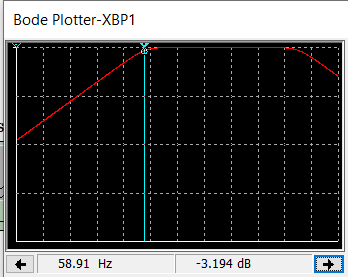 Bode Plotter-XBP1
58.91 Hz
-3.194 dB